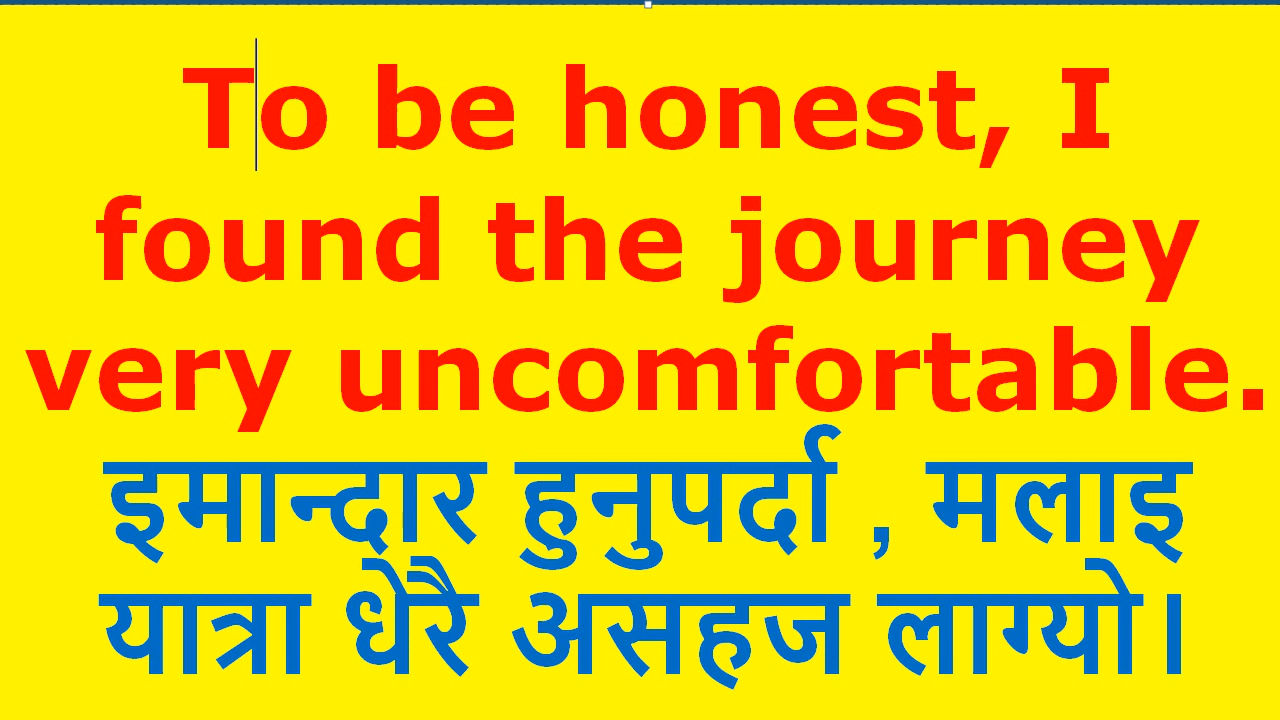 To be honest, I
found the journey
very uncomfortable.
इमान्दार हुनुपर्दा , मलाइ
यात्रा धेरै असहज लाग्यो।